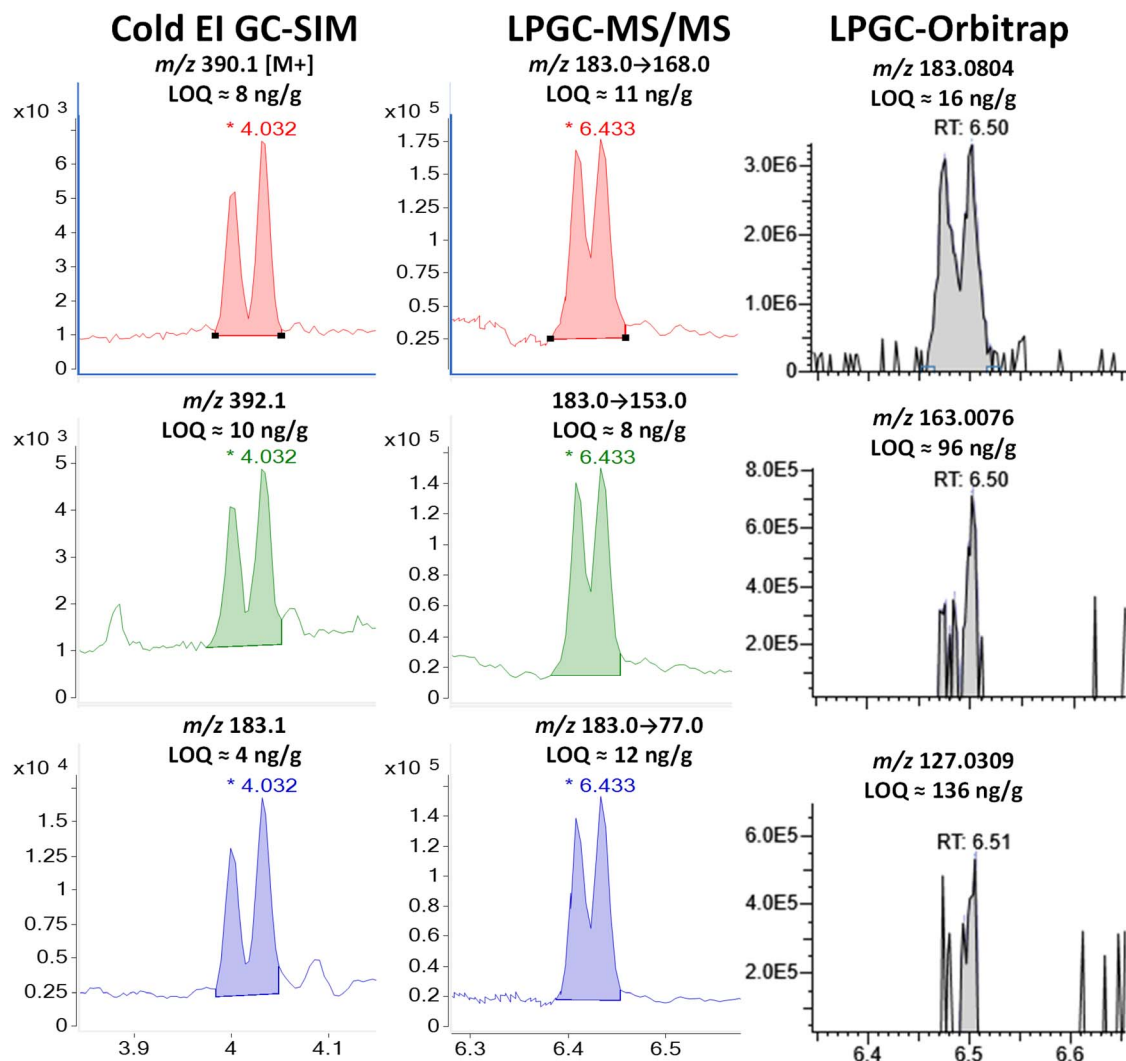 Cold EI GC-SIM
m/z 390.1 [M+]
LOQ ≈ 8 ng/g
x10 3
* 4.032
6
5
4
3
2
1
0
m/z 392.1
LOQ ≈ 10 ng/g
x10 3
* 4.032
5
4
3
2
1
0
m/z 183.1
LOQ ≈ 4 ng/g
x10 4
* 4.032
1.5
1.25
1
0.75
0.5
0.25
0
3.9 4 4.1
LPGC-MS/MS
m/z 183.0→168.0
LOQ ≈ 11 ng/g
x10 5
* 6.433
1.75
1.5
1.25
1
0.75
0.5
0.25
183.0→153.0
LOQ ≈ 8 ng/g
x10 5
* 6.433
1.4
1.2
1
0.8
0.6
0.4
0.2
0
m/z 183.0→77.0
LOQ ≈ 12 ng/g
x10 5
* 6.433
1.4
1.2
1
0.8
0.6
0.4
0.2
0
6.3 6.4 6.5
LPGC-Orbitrap
m/z 183.0804
LOQ ≈ 16 ng/g
RT: 6.50
3.0E6
2.0E6
1.0E6
0
6.4 6.5 6.6
m/z 163.0076
LOQ ≈ 96 ng/g
8.0E5
RT: 6.50
6.0E5
4.0E5
2.0E5
m/z 127.0309
LOQ ≈ 136 ng/g
6.0E5
RT: 6.51
4.0E5
2.0E5
6.4 6.5 6.6